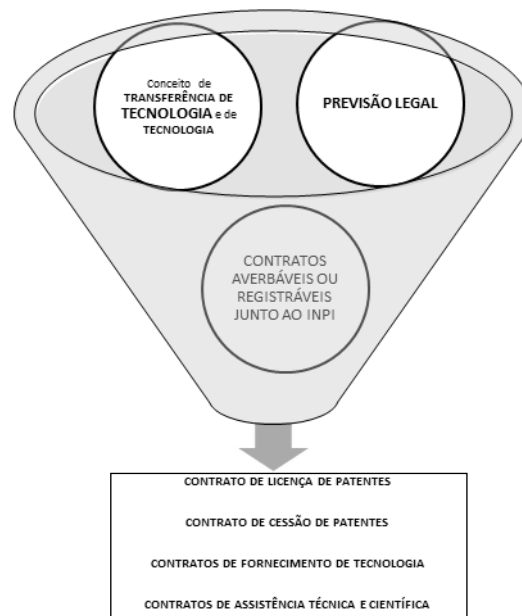 Conceito de
TRANSFERÊNCIA DE
TECNOLOGIA e de
TECNOLOGIA
PREVISÃO LEGAL
CONTRATOS
AVERBÁVEIS OU
REGISTRÁVEIS
JUNTO AO INPI
CONTRATO DE LICENÇA DE PATENTES
CONTRATO DE CESSÃO DE PATENTES
CONTRATOS DE FORNECIMENTO DE TECNOLOGIA
CONTRATOS DE ASSISTÊNCIA TÉCNICA E CIENTÍFICA